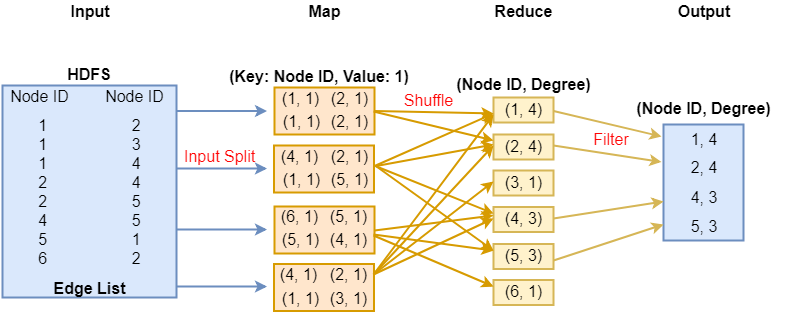 Input Map Reduce Output
HDFS
(Key: Node ID, Value: 1)
(Node ID, Degree)
(Node ID, Degree)
Node ID Node ID
1 2
1 3
1 4
2 4
2 5
4 5
5 1
6 2
Edge List
Input Split
(1, 1) (2, 1)
(1, 1) (2, 1)
(4, 1) (2, 1)
(1, 1) (5, 1)
(6, 1) (5, 1)
(5, 1) (4, 1)
(4, 1) (2, 1)
(1, 1) (3, 1)
Shuffle
(1, 4)
(2, 4)
(3, 1)
(4, 3)
(5, 3)
(6, 1)
Filter
1, 4
2, 4
4, 3
5, 3